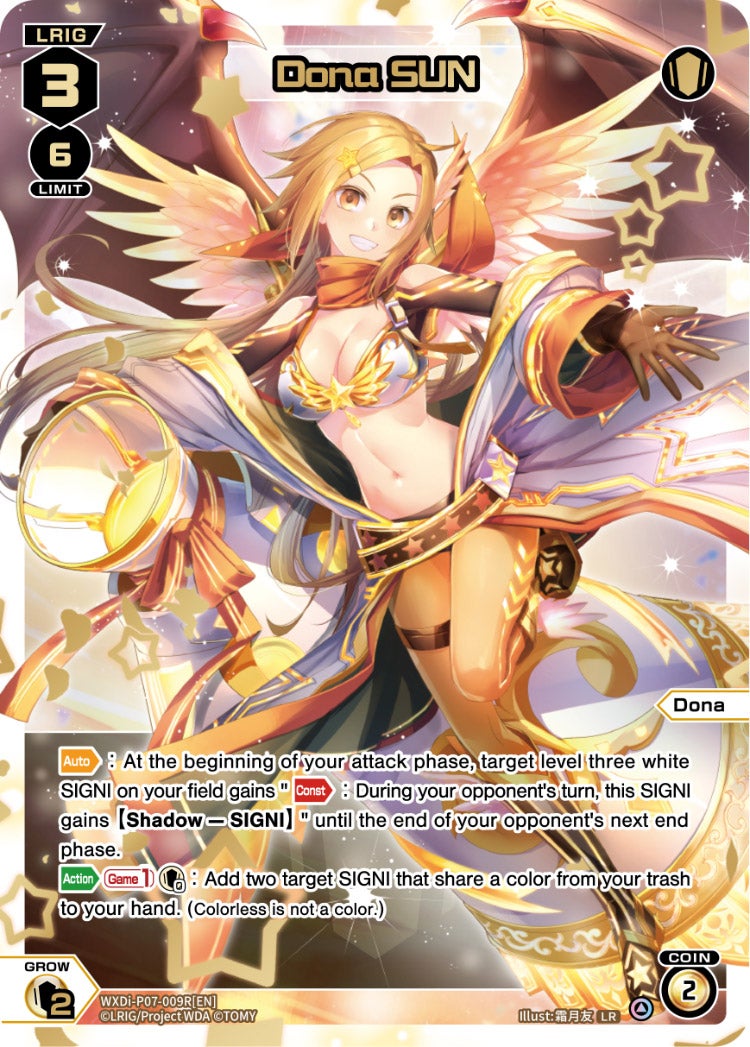 LRIG
3
Dona SUN
6
LIMIT
Dona
Auto : At the beginning of your attack phase, target level three white
SIGNI on your field gains " Const : During your opponent's turn, this SIGNI
gains 【Shadow — SIGNI】 " until the end of your opponent's next end
phase.
Action Game 1 0 : Add two target SIGNI that share a color from your trash
to your hand. (Colorless is not a color.)
GROW
2
COIN
2
WXDi-P07-009R[EN]
©LRIG/Project WDA ©TOMY
Illust:霜月友 LR